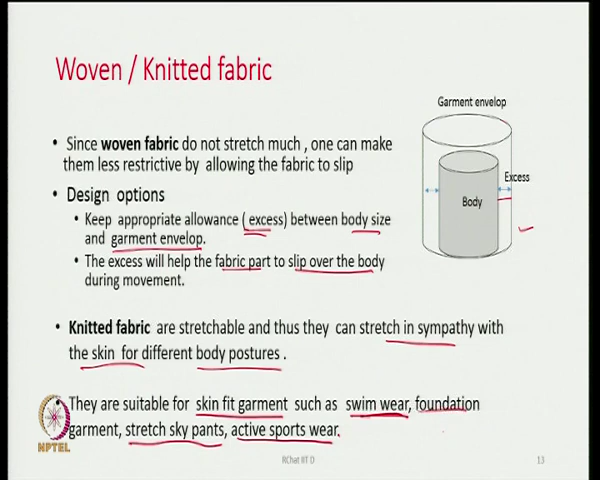 Woven / Knitted fabric
Garment envelop
• Since woven fabric do not stretch much , one can make
them less restrictive by allowing the fabric to slip
• Design options
• Keep appropriate allowance ( excess) between body size
and garment envelop.
• The excess will help the fabric part to slip over the body
during movement.
Excess
Body
• Knitted fabric are stretchable and thus they can stretch in sympathy with
the skin for different body postures .
They are suitable for skin fit garment such as swim wear, foundation
garment, stretch sky pants, active sports wear.
NPTEL
RChat IIT D
13